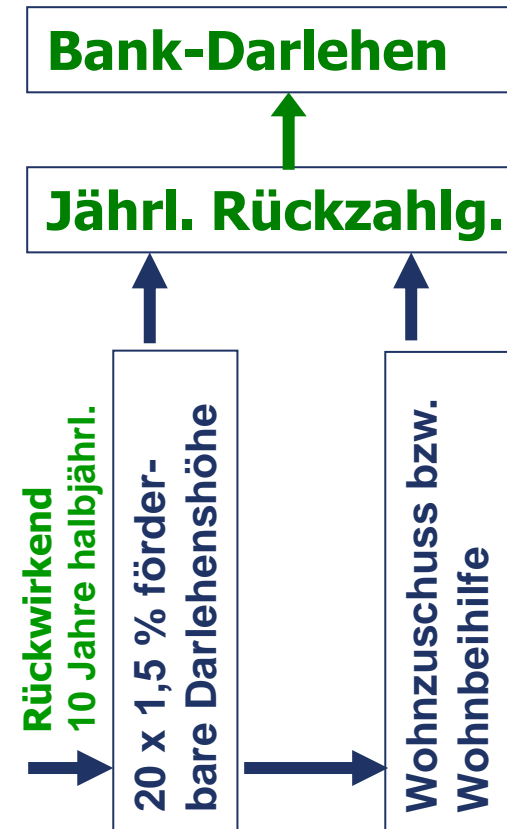 Bank-Darlehen
Jährl. Rückzahlg.
Rückwirkend
10 Jahre halbjährl.
20 x 1,5 % förder-
bare Darlehenshöhe
Wohnzuschuss bzw.
Wohnbeihilfe